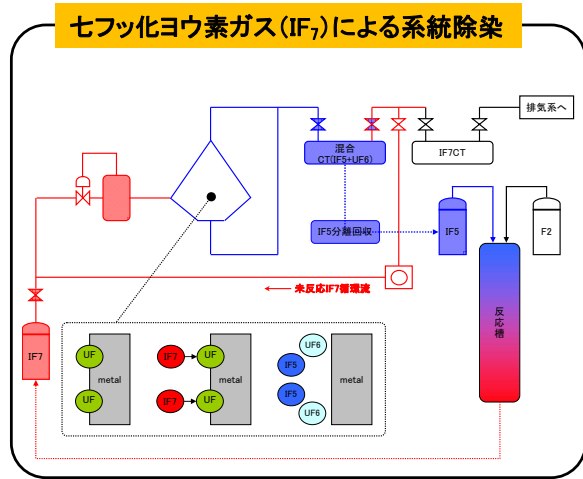 七フッ化ヨウ素ガス(IF₇)による系統除染
排気系へ
混合
CT(IF5+UF6)
IF7CT
IF5分離回収
IF5
F2
反応槽
未反応IF7循環流
IF7
UF
UF
metal
IF7
IF7
UF
UF
metal
UF6
IF5
IF5
UF6
metal